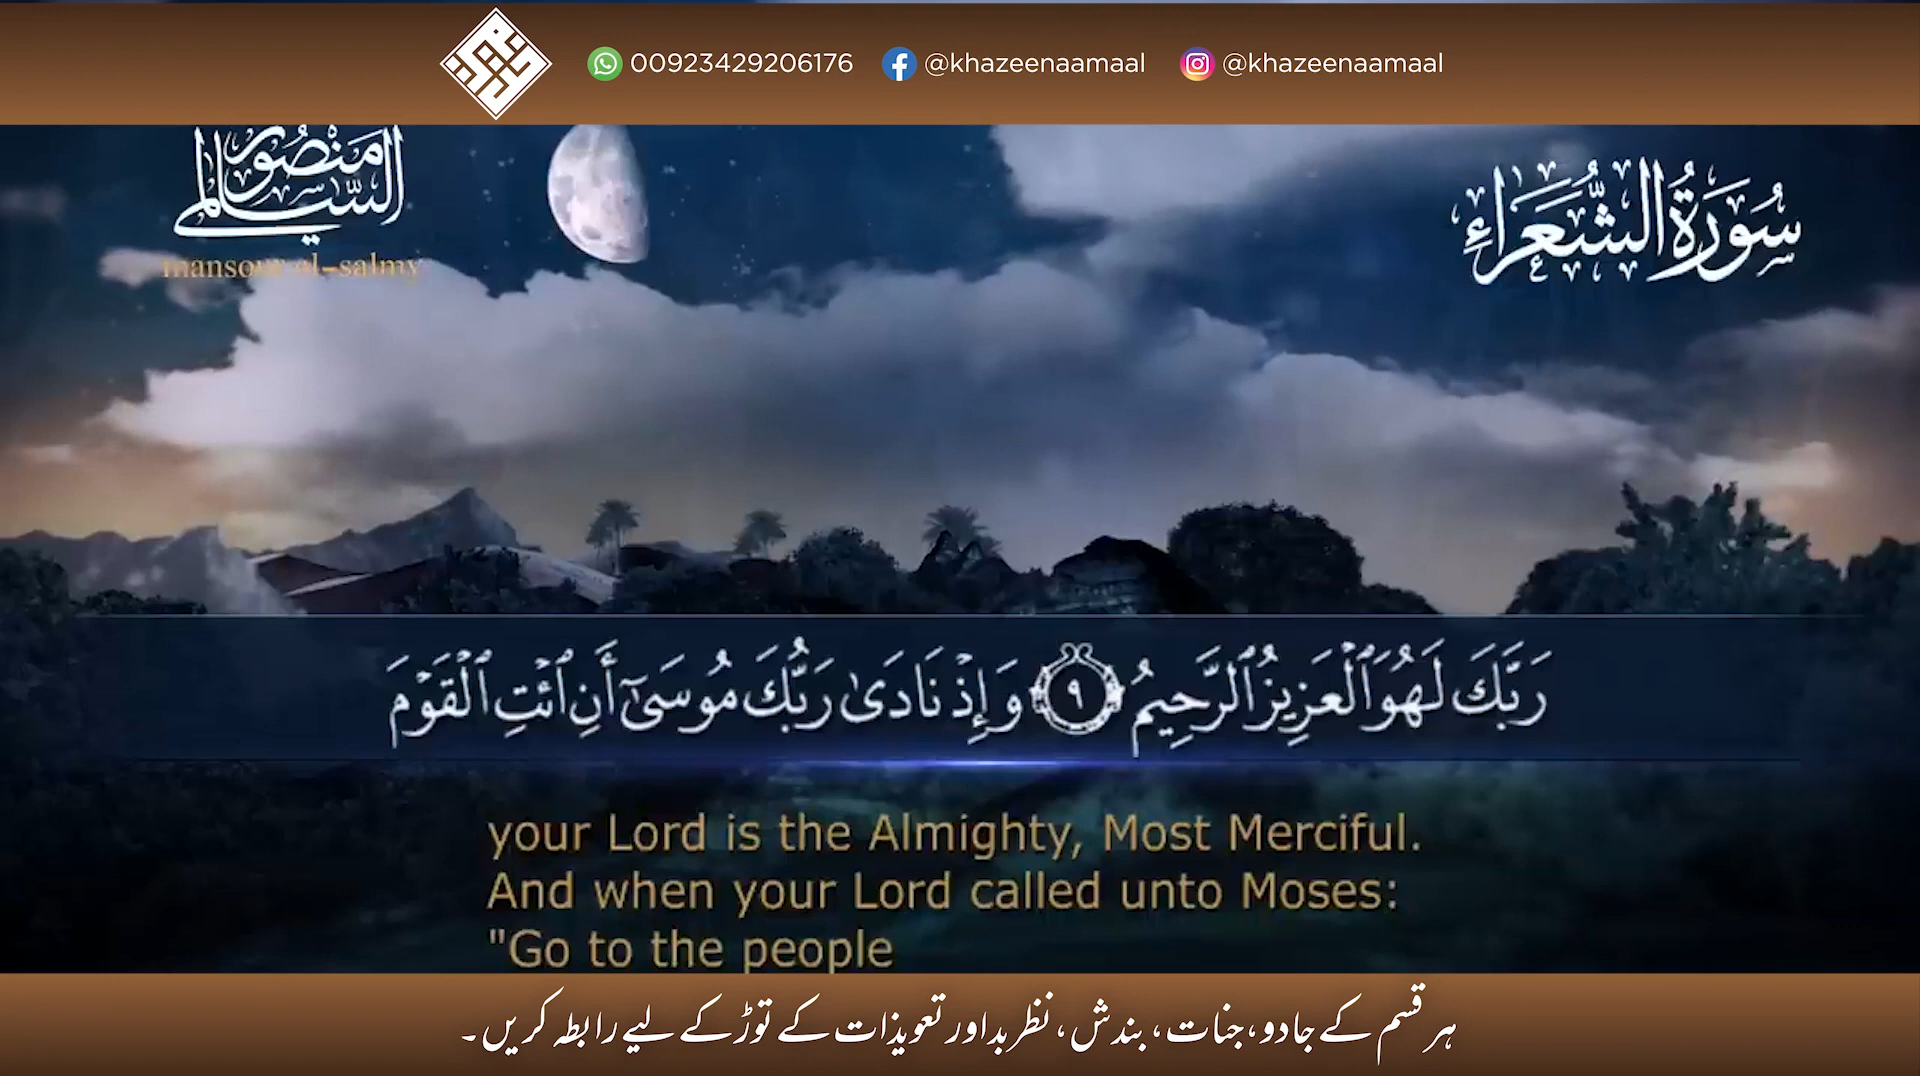 00923429206176 @khazeenaamaal @khazeenaamaal
منصور السالمي
mansour al-salmy
سُورَةُ الشُّعَرَاءِ
رَبَّكَ لَهُوَ ٱلْعَزِيزُ ٱلرَّحِيمُ ٩ وَإِذْ نَادَىٰ رَبُّكَ مُوسَىٰٓ أَنِ ٱئْتِ ٱلْقَوْمَ
your Lord is the Almighty, Most Merciful.
And when your Lord called unto Moses:
"Go to the people
ہر قسم کے جادو، جنات، بندش، نظر بد اور تعویذات کے توڑ کے لیے رابطہ کریں۔